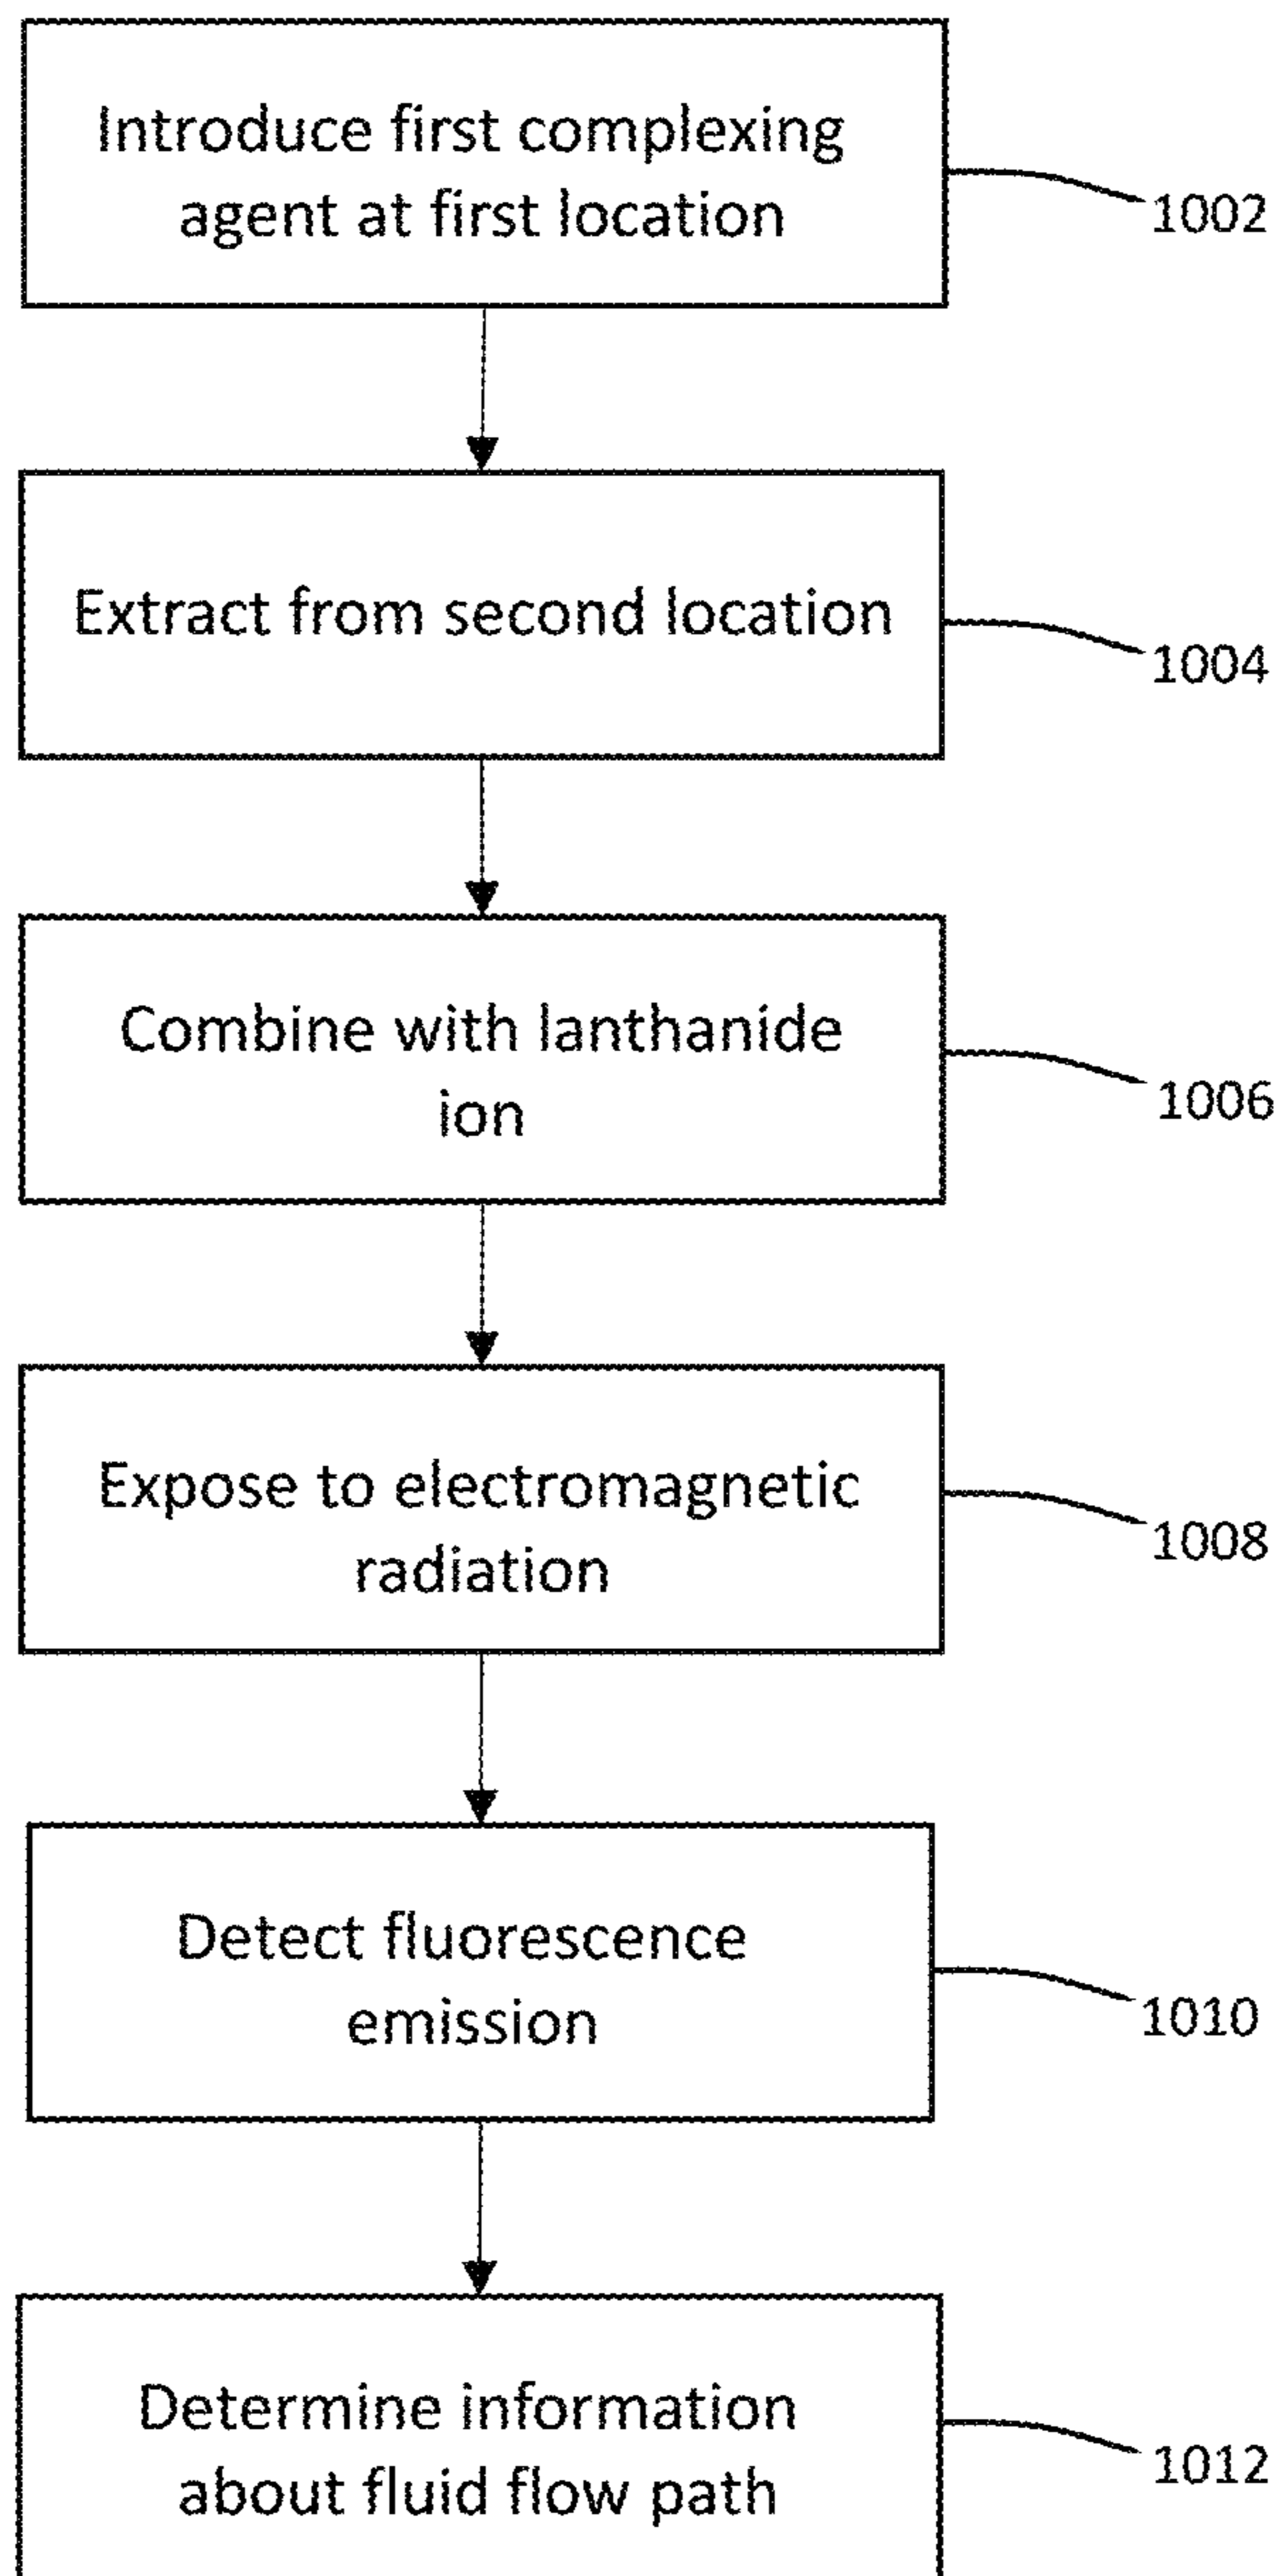 Introduce first complexing
agent at first location
1002
Extract from second location
1004
Combine with lanthanide
ion
1006
Expose to electromagnetic
radiation
1008
Detect fluorescence
emission
1010
Determine information
about fluid flow path
1012